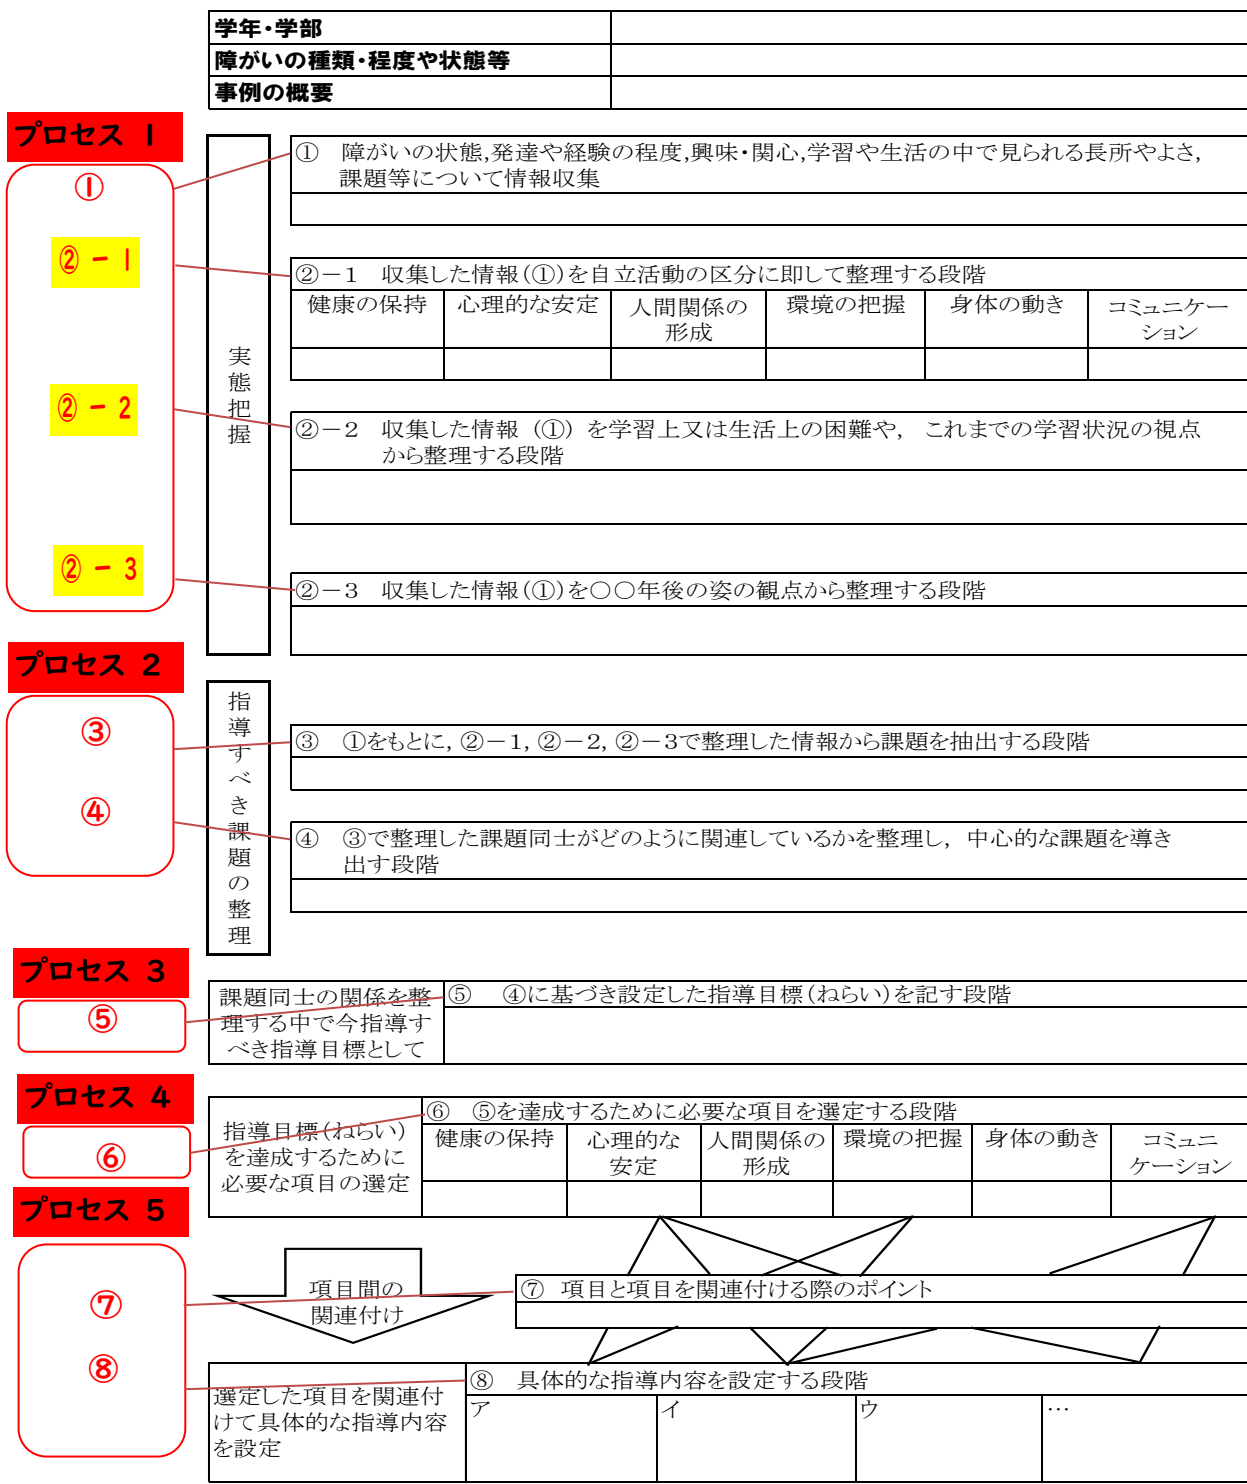 学年・学部
障がいの種類・程度や状態等
事例の概要
プロセス 1
①
②－1
②－2
②－3
実態把握
① 障がいの状態,発達や経験の程度,興味・関心,学習や生活の中で見られる長所やよさ,
課題等について情報収集
②－1 収集した情報(①)を自立活動の区分に即して整理する段階
健康の保持 心理的な安定 人間関係の 環境の把握 身体の動き コミュニケー
形成 ション
②－2 収集した情報（①）を学習上又は生活上の困難や, これまでの学習状況の視点
から整理する段階
②－3 収集した情報(①)を○○年後の姿の観点から整理する段階
プロセス 2
③
④
指導すべき課題の整理
③ ①をもとに, ②－1, ②－2, ②－3で整理した情報から課題を抽出する段階
④ ③で整理した課題同士がどのように関連しているかを整理し, 中心的な課題を導き
出す段階
プロセス 3
⑤
課題同士の関係を整
理する中で今指導す
べき指導目標として
⑤ ④に基づき設定した指導目標(ねらい)を記す段階
プロセス 4
⑥
指導目標(ねらい)
を達成するために
必要な項目の選定
⑥ ⑤を達成するために必要な項目を選定する段階
健康の保持 心理的な 人間関係の 環境の把握 身体の動き コミュニ
安定 形成 ケーション
プロセス 5
⑦
⑧
項目間の
関連付け
⑦ 項目と項目を関連付ける際のポイント
選定した項目を関連付
けて具体的な指導内容
を設定
⑧ 具体的な指導内容を設定する段階
ア イ ウ …